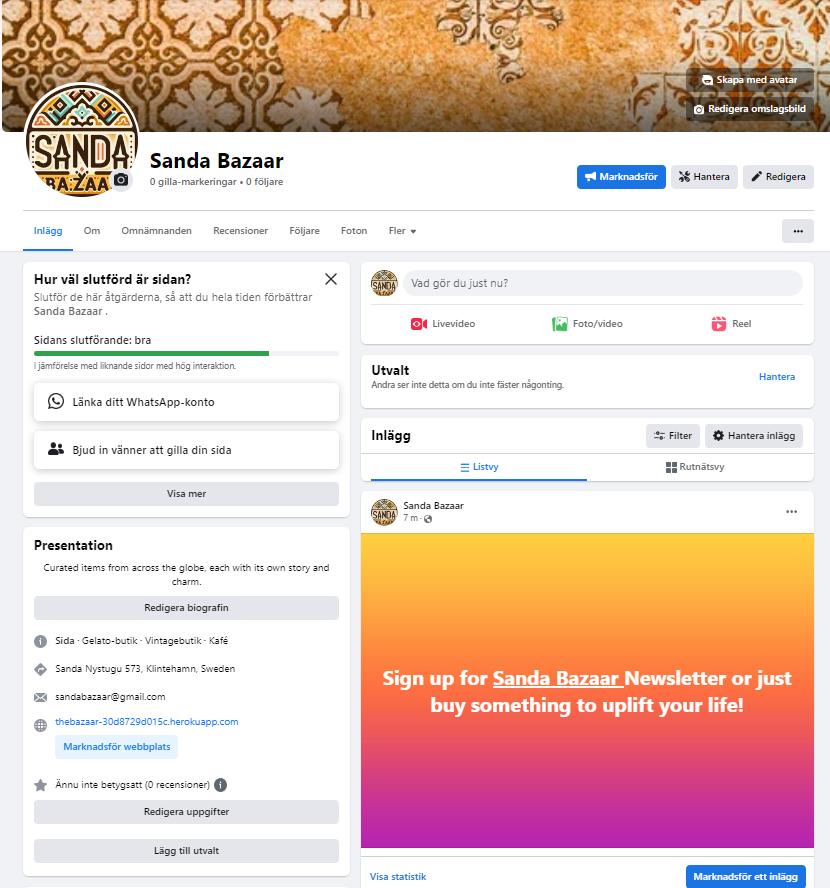 Skapa med avatar
Redigera omslagsbild
SANDA
BAZAA
Sanda Bazaar
0 gilla-markeringar • 0 följare
Marknadsför
Hantera
Redigera
Inlägg
Om
Omnämnanden
Recensioner
Följare
Foton
Fler
Hur väl slutförd är sidan?
Slutför de här åtgärderna, så att du hela tiden förbättrar
Sanda Bazaar .
Sidans slutförande: bra
I jämförelse med liknande sidor med hög interaktion.
Länka ditt WhatsApp-konto
Bjud in vänner att gilla din sida
Visa mer
Presentation
Curated items from across the globe, each with its own story and
charm.
Redigera biografin
Sida · Gelato-butik · Vintagebutik · Kafé
Sanda Nystugu 573, Klintehamn, Sweden
sandabazaar@gmail.com
thebazaar-30d8729d015c.herokuapp.com
Marknadsför webbplats
Ännu inte betygsatt (0 recensioner)
Redigera uppgifter
Lägg till utvalt
SANDA
Vad gör du just nu?
Livevideo
Foto/video
Reel
Utvalt
Andra ser inte detta om du inte fäster någonting.
Hantera
Inlägg
Filter
Hantera inlägg
Listvy
Rutnätsvy
SANDA
Sanda Bazaar
7 m ·
Sign up for Sanda Bazaar Newsletter or just
buy something to uplift your life!
Visa statistik
Marknadsför ett inlägg